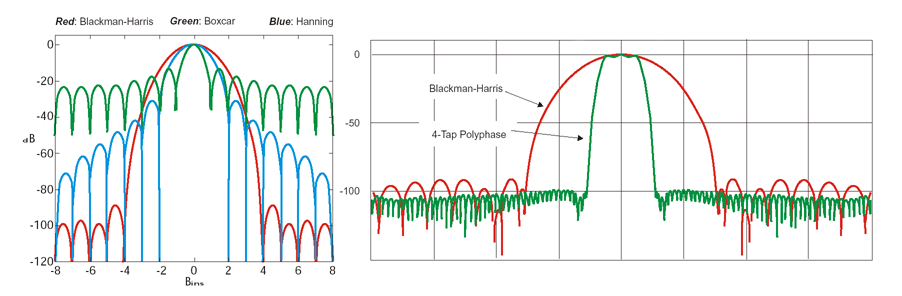 Red: Blackman-Harris Green: Boxcar Blue: Hanning
0
-20
-40
dB
-60
-80
-100
-120
-8 -6 -4 -2 0 2 4 6 8
Bins
0
Blackman-Harris
-50
4-Tap Polyphase
-100